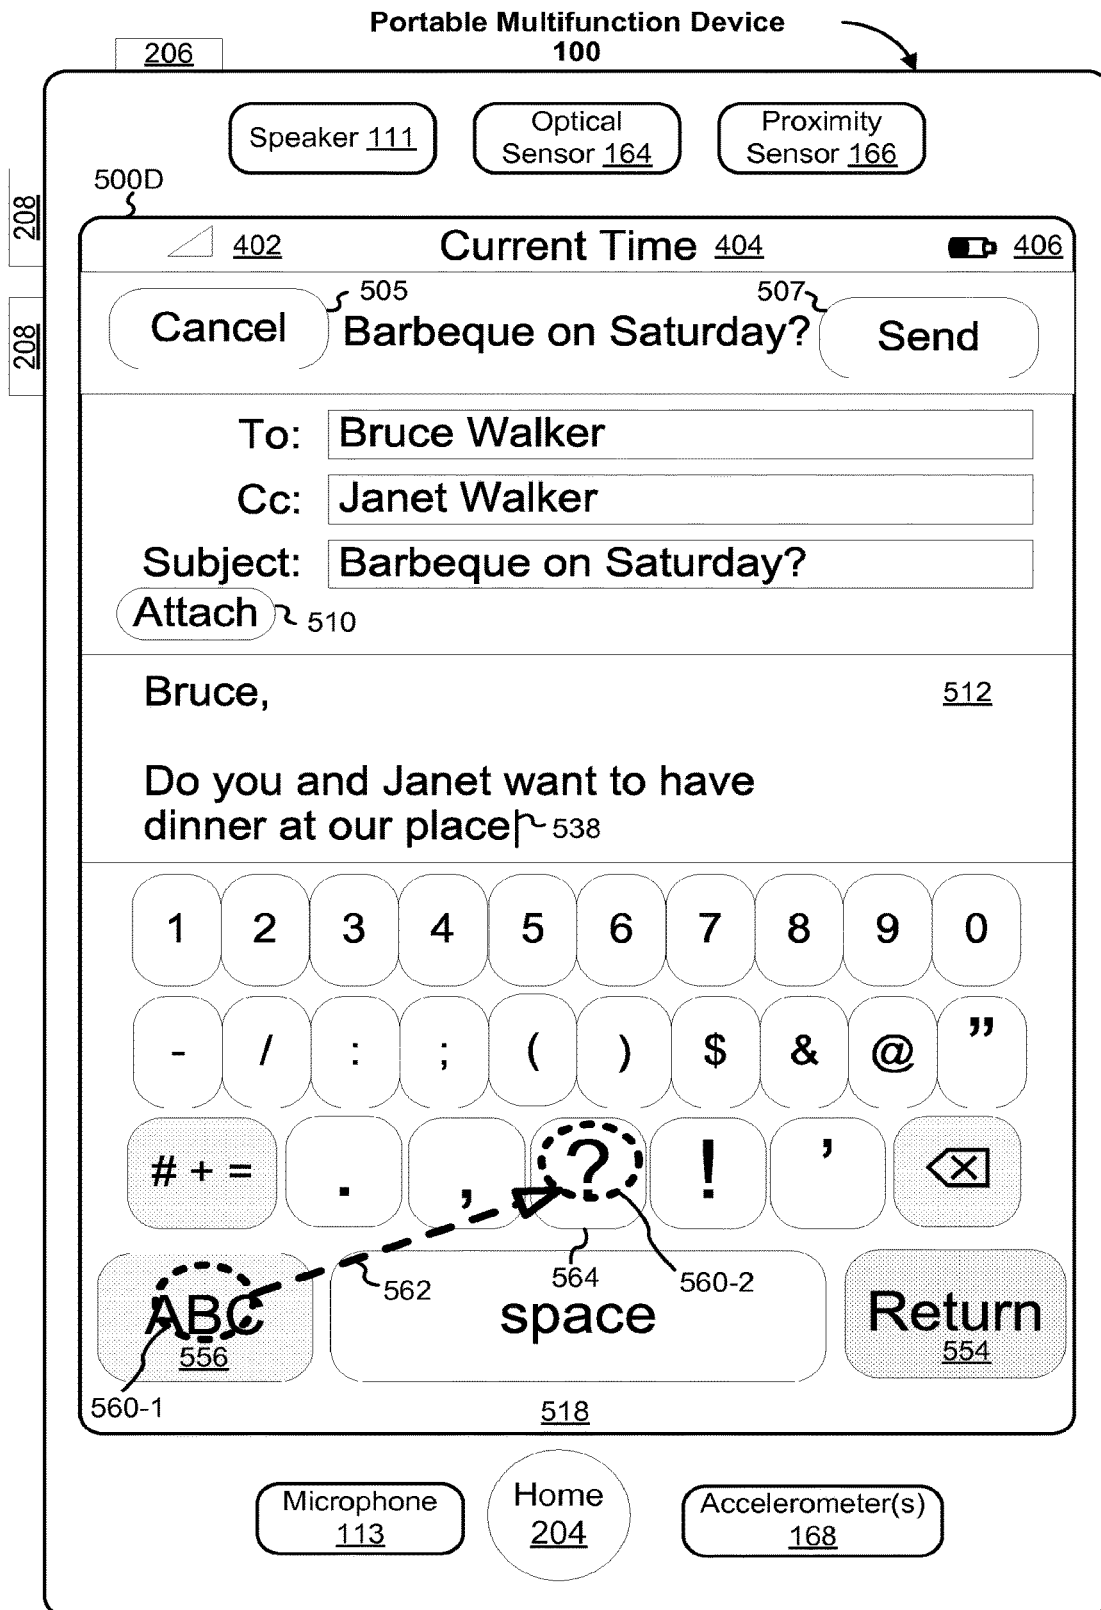 Portable Multifunction Device
100
206
Speaker 111
Optical
Sensor 164
Proximity
Sensor 166
500D
208
208
402
Current Time 404
406
505
507
Cancel
Barbeque on Saturday?
Send
To:
Bruce Walker
Cc:
Janet Walker
Subject:
Barbeque on Saturday?
Attach
510
Bruce,
512
Do you and Janet want to have
dinner at our place
538
1 2 3 4 5 6 7 8 9 0
- / : ; ( ) $ & @ ”
# + = . , ? ! ’
562
564
560-2
ABC
556
space
Return
554
560-1
518
Microphone
113
Home
204
Accelerometer(s)
168